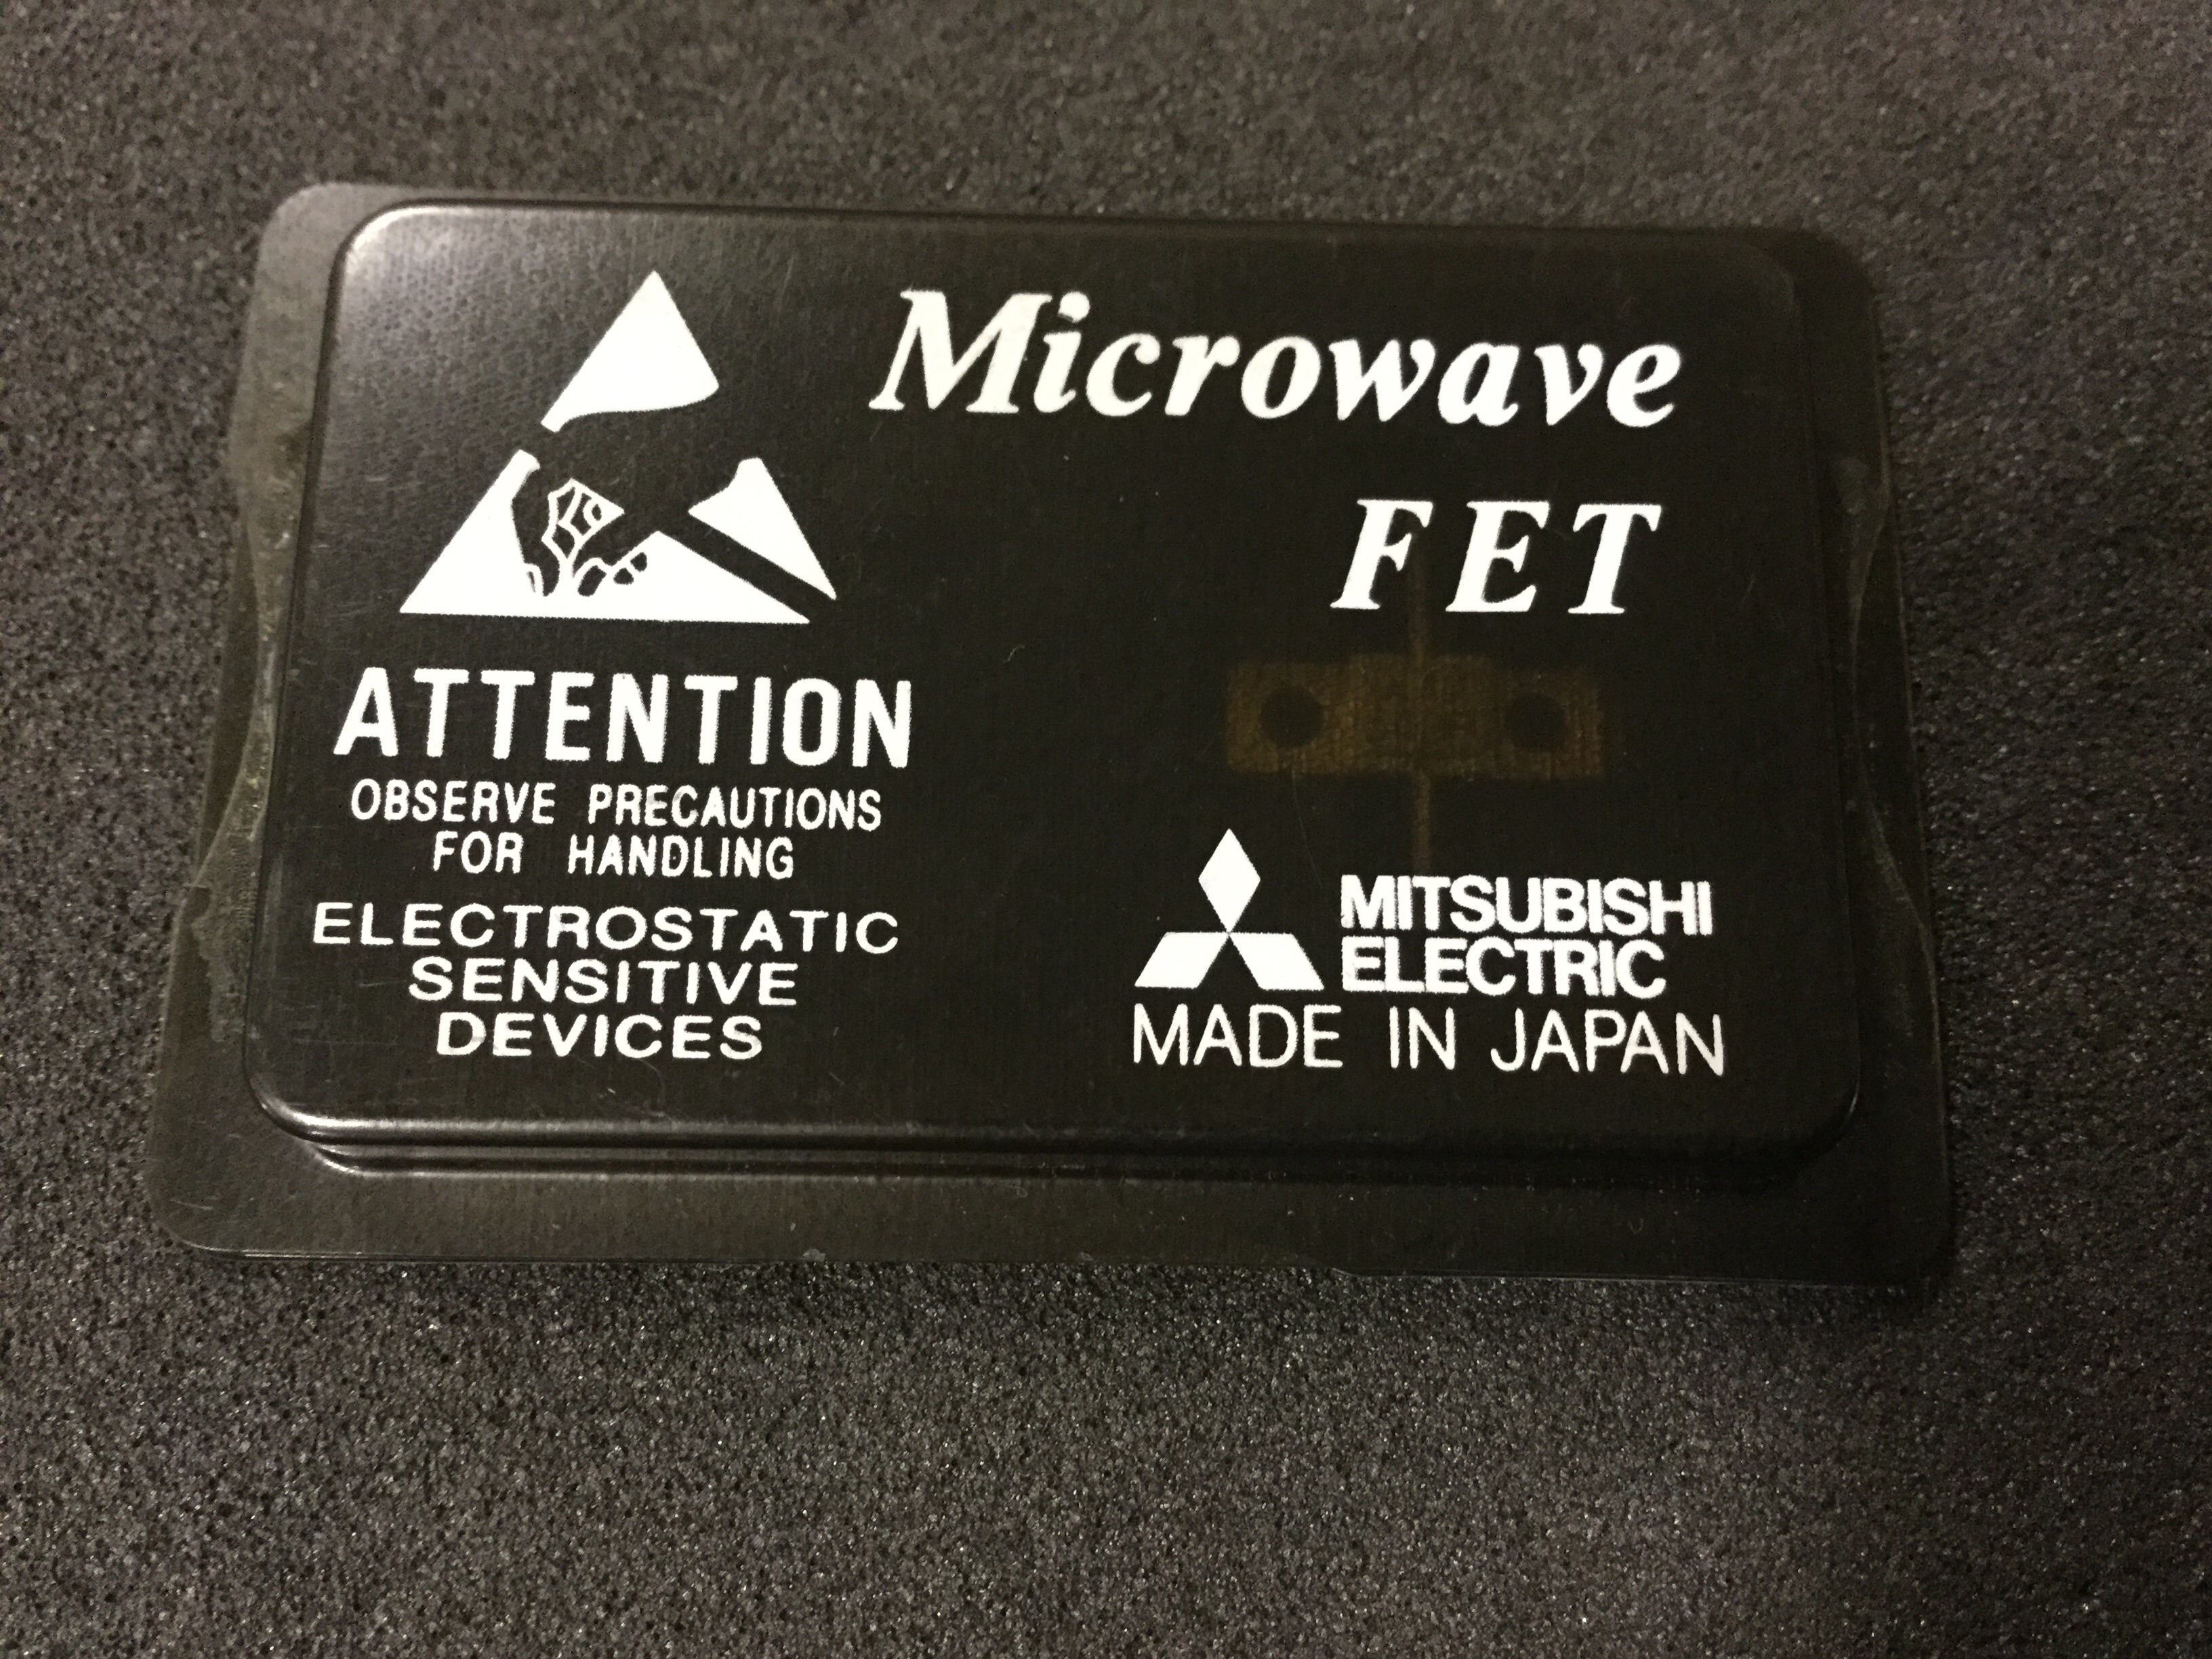 Microwave
FET
ATTENTION
OBSERVE PRECAUTIONS
FOR HANDLING
ELECTROSTATIC
SENSITIVE
DEVICES
MITSUBISHI
ELECTRIC
MADE IN JAPAN